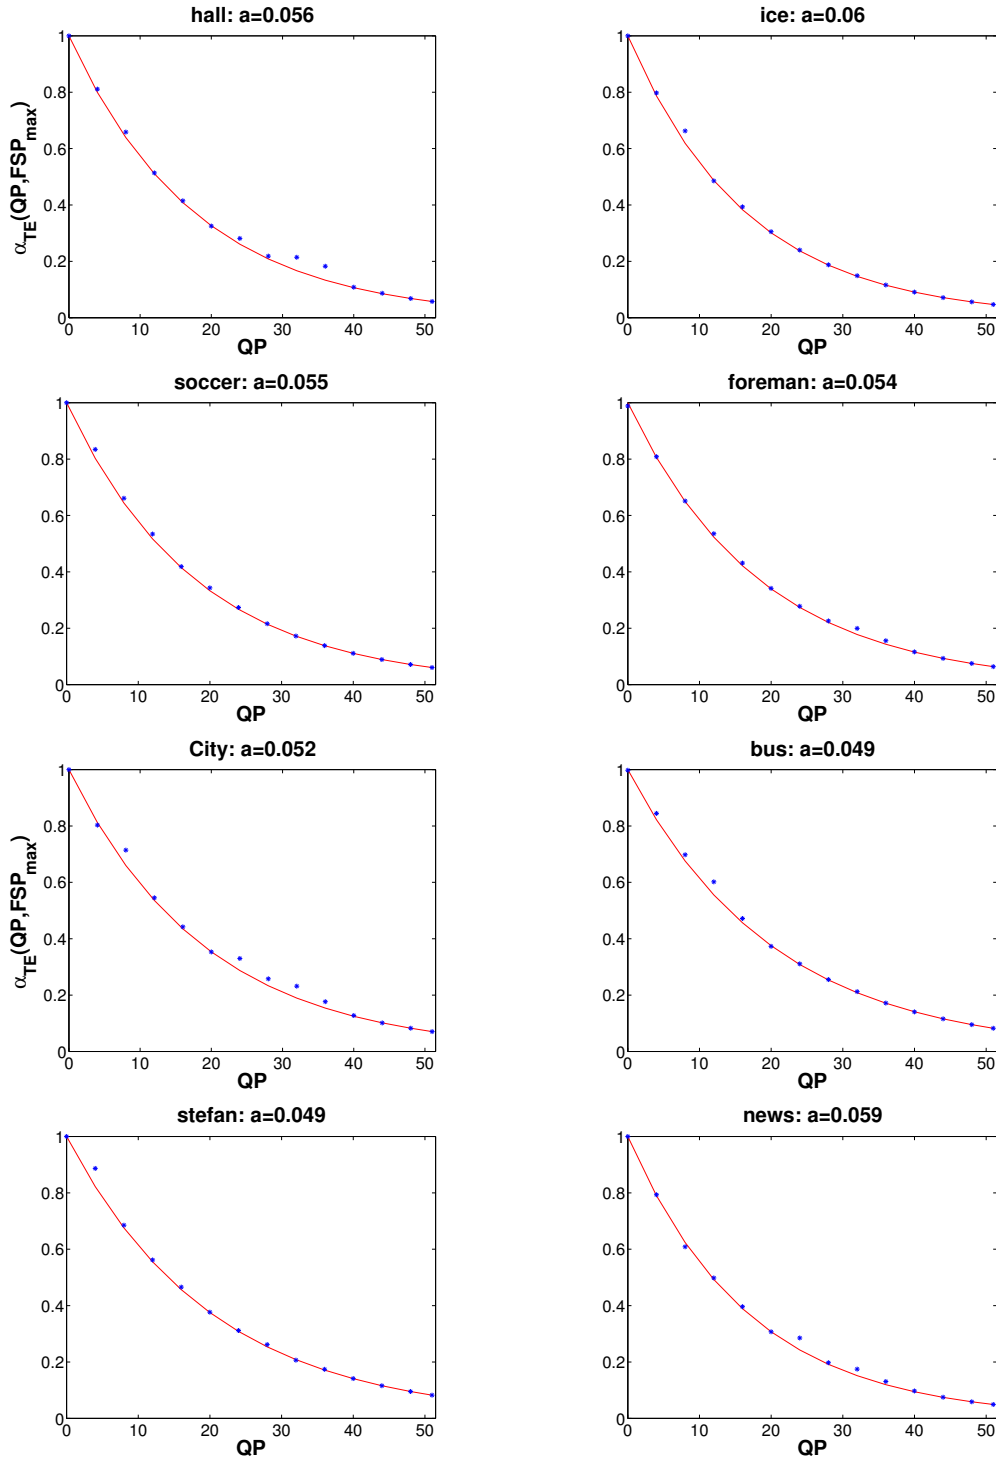 hall: a=0.056
1
0.8
0.6
0.4
0.2
0
0 10 20 30 40 50
QP
α_TE(QP,FSP_max)
ice: a=0.06
1
0.8
0.6
0.4
0.2
0
0 10 20 30 40 50
QP
soccer: a=0.055
1
0.8
0.6
0.4
0.2
0
0 10 20 30 40 50
QP
foreman: a=0.054
1
0.8
0.6
0.4
0.2
0
0 10 20 30 40 50
QP
City: a=0.052
1
0.8
0.6
0.4
0.2
0
0 10 20 30 40 50
QP
α_TE(QP,FSP_max)
bus: a=0.049
1
0.8
0.6
0.4
0.2
0
0 10 20 30 40 50
QP
stefan: a=0.049
1
0.8
0.6
0.4
0.2
0
0 10 20 30 40 50
QP
news: a=0.059
1
0.8
0.6
0.4
0.2
0
0 10 20 30 40 50
QP